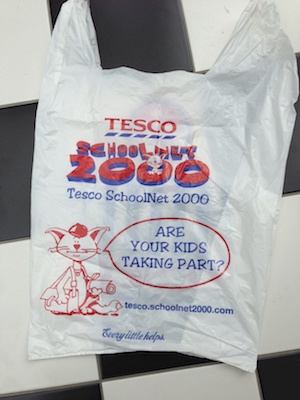 TESCO
SCHOOLNET
2000
Tesco SchoolNet 2000
ARE
YOUR KIDS
TAKING PART?
tesco.schoolnet2000.com
Every little helps.